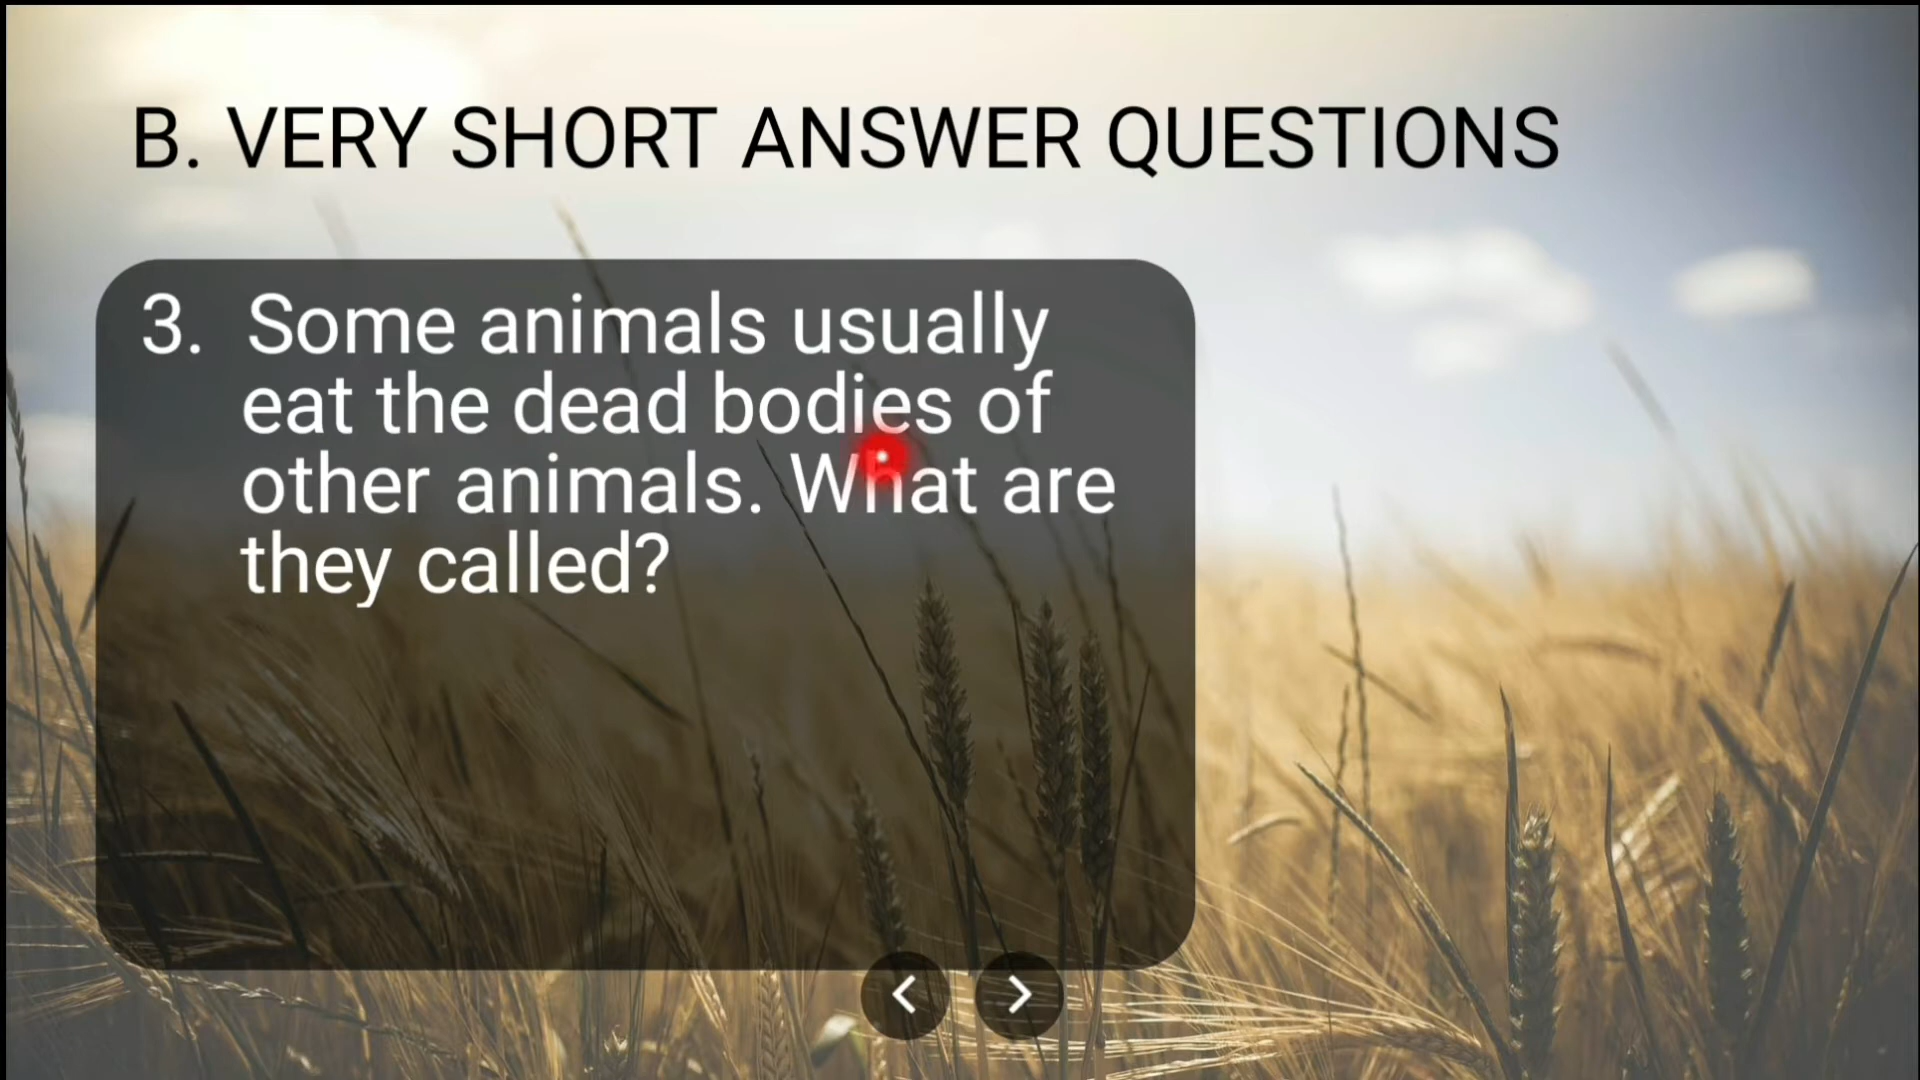 B. VERY SHORT ANSWER QUESTIONS
3. Some animals usually
eat the dead bodies of
other animals. What are
they called?